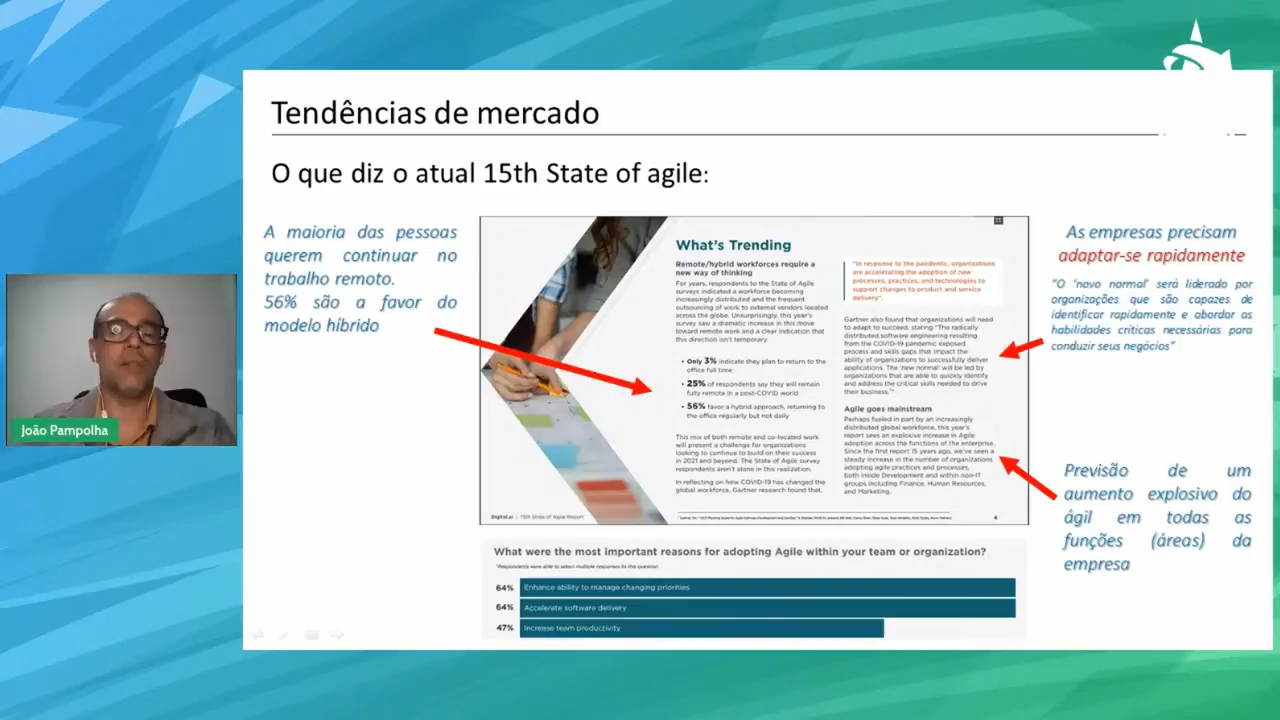 Tendências de mercado
O que diz o atual 15th State of agile:
A maioria das pessoas
querem continuar no
trabalho remoto.
56% são a favor do
modelo híbrido
João Pampolha
What's Trending
Remote/hybrid workforces require a
new way of thinking
For years, respondents to the State of Agile
surveys indicated a workforce becoming
increasingly distributed and the frequent
outsourcing of work to external vendors located
across the globe. Unsurprisingly, this year's
survey saw a dramatic increase in this move
toward remote work and a clear indication that
this direction isn't temporary.
• Only 3% indicate they plan to return to the
office full time
• 25% of respondents say they will remain
fully remote in a post-COVID world
• 56% favor a hybrid approach, returning to
the office regularly but not daily
This mix of both remote and co-located work
will present a challenge for organizations
looking to continue to build on their success
in 2021 and beyond. The State of Agile survey
respondents aren't alone in this realization.
In reflecting on how COVID-19 has changed the
global workforce, Gartner research found that,
"In response to the pandemic, organizations
are accelerating the adoption of new
processes, practices, and technologies to
support changes to product and service
delivery".
Gartner also found that organizations will need
to adapt to succeed, stating "The radically
distributed software engineering resulting
from the COVID-19 pandemic exposed
process and skills gaps that impact the
ability of organizations to successfully deliver
applications. The 'new normal' will be led by
organizations that are able to quickly identify
and address the critical skills needed to drive
their business."
Agile goes mainstream
Perhaps fueled in part by an increasingly
distributed global workforce, this year's
report sees an explosive increase in Agile
adoption across the functions of the enterprise.
Since the first report 15 years ago, we've seen a
steady increase in the number of organizations
adopting agile practices and processes,
both inside Development and within non-IT
groups including Finance, Human Resources,
and Marketing.
Digital.ai | 15th State of Agile Report
4
As empresas precisam
adaptar-se rapidamente
"O 'novo normal' será liderado por
organizações que são capazes de
identificar rapidamente e abordar as
habilidades críticas necessárias para
conduzir seus negócios"
Previsão de um
aumento explosivo do
ágil em todas as
funções (áreas) da
empresa
What were the most important reasons for adopting Agile within your team or organization?
*Respondents were able to select multiple responses to this question
64% Enhance ability to manage changing priorities
64% Accelerate software delivery
47% Increase team productivity